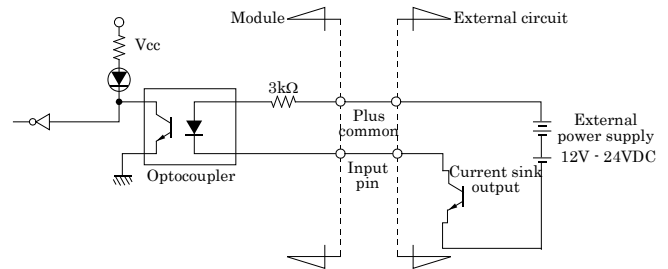 Module
External circuit
Vcc
3kΩ
Plus
common
External
power supply
12V - 24VDC
Optocoupler
Input
pin
Current sink
output